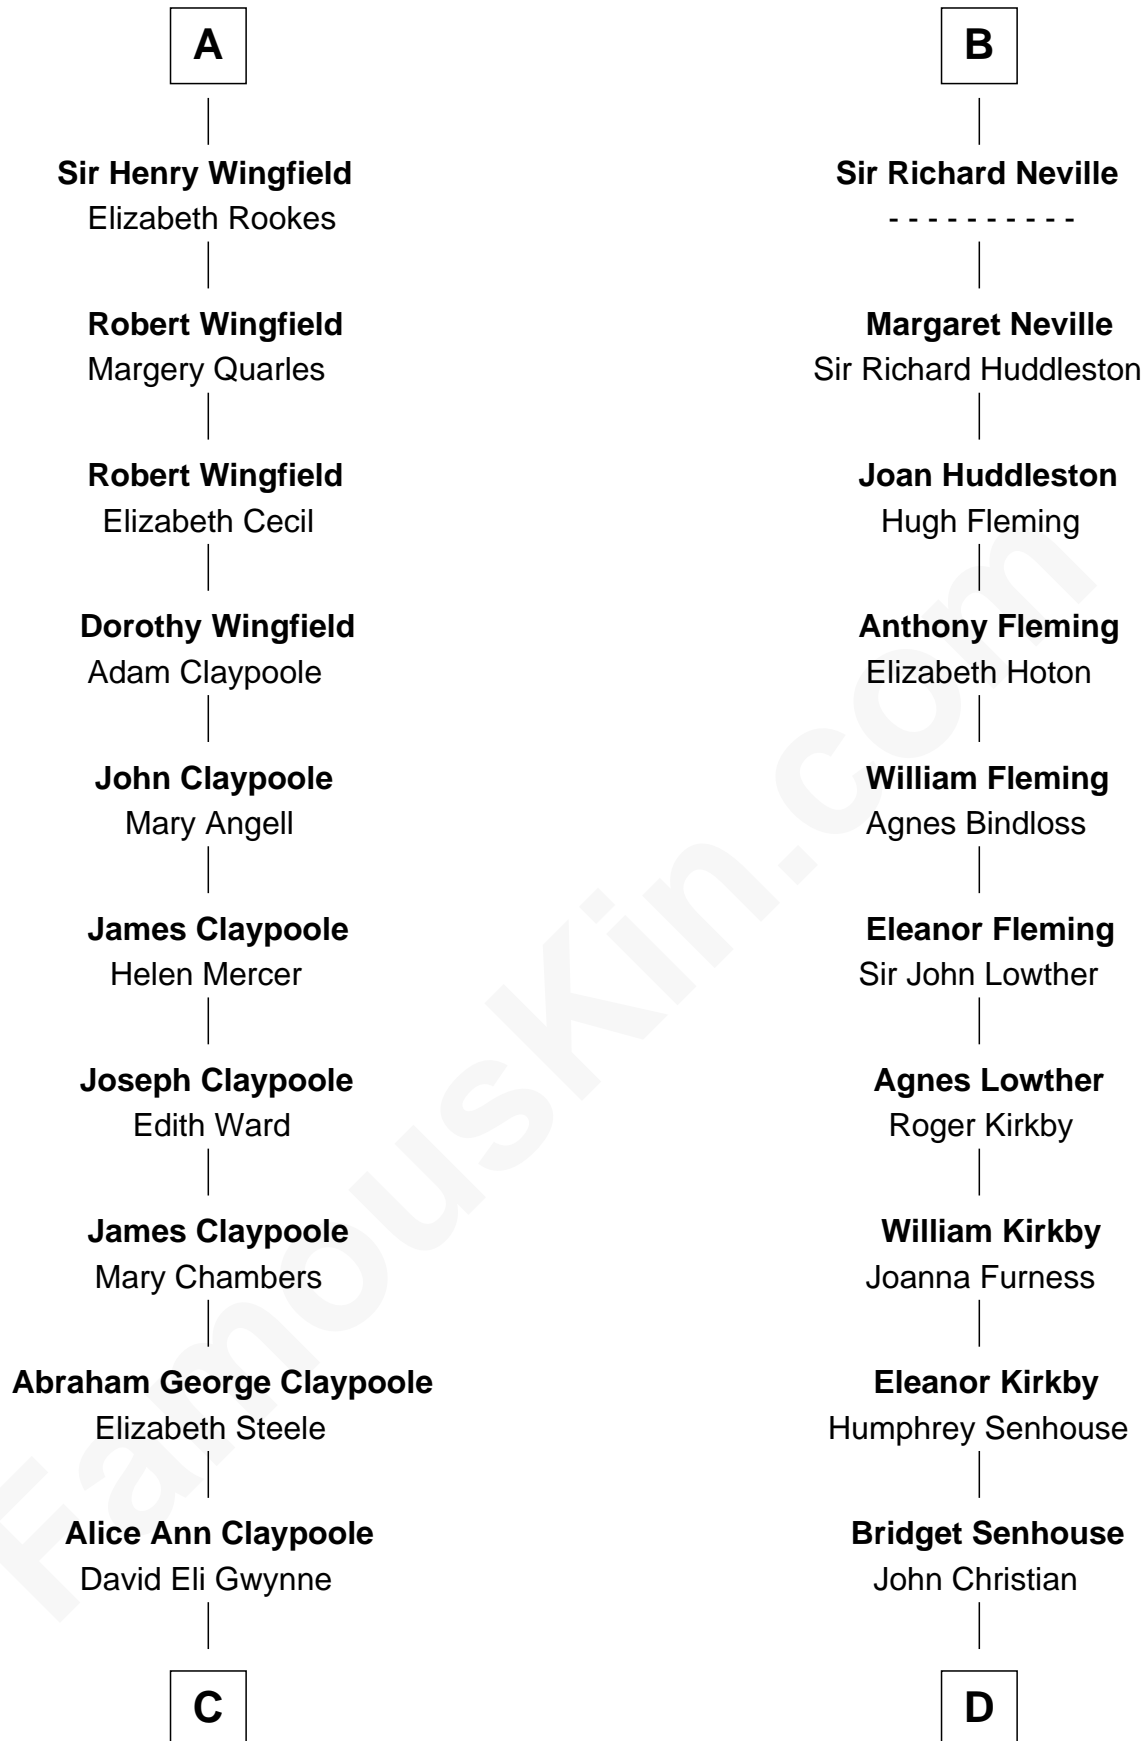 A
Sir Henry Wingfield
Elizabeth Rookes
Robert Wingfield
Margery Quarles
Robert Wingfield
Elizabeth Cecil
Dorothy Wingfield
Adam Claypoole
John Claypoole
Mary Angell
James Claypoole
Helen Mercer
Joseph Claypoole
Edith Ward
James Claypoole
Mary Chambers
Abraham George Claypoole
Elizabeth Steele
Alice Ann Claypoole
David Eli Gwynne
C
B
Sir Richard Neville
- - - - - - - - - -
Margaret Neville
Sir Richard Huddleston
Joan Huddleston
Hugh Fleming
Anthony Fleming
Elizabeth Hoton
William Fleming
Agnes Bindloss
Eleanor Fleming
Sir John Lowther
Agnes Lowther
Roger Kirkby
William Kirkby
Joanna Furness
Eleanor Kirkby
Humphrey Senhouse
Bridget Senhouse
John Christian
D
FamousKin.com